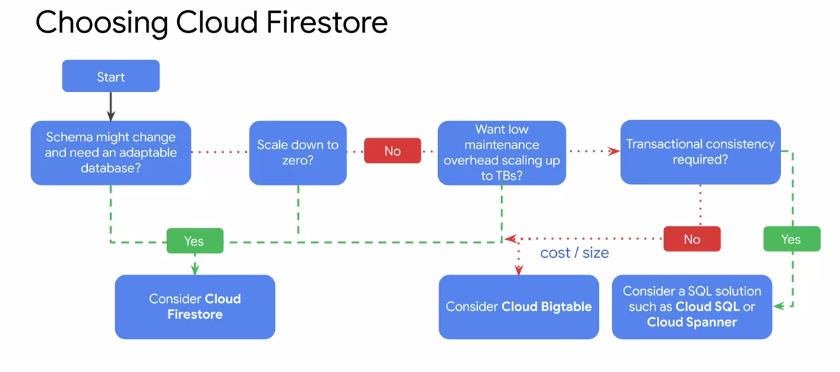 Choosing Cloud Firestore
Start
Schema might change
and need an adaptable
database?
Scale down to
zero?
No
Want low
maintenance
overhead scaling up
to TBs?
Transactional consistency
required?
Yes
No
Yes
cost / size
Consider Cloud
Firestore
Consider Cloud Bigtable
Consider a SQL solution
such as Cloud SQL or
Cloud Spanner